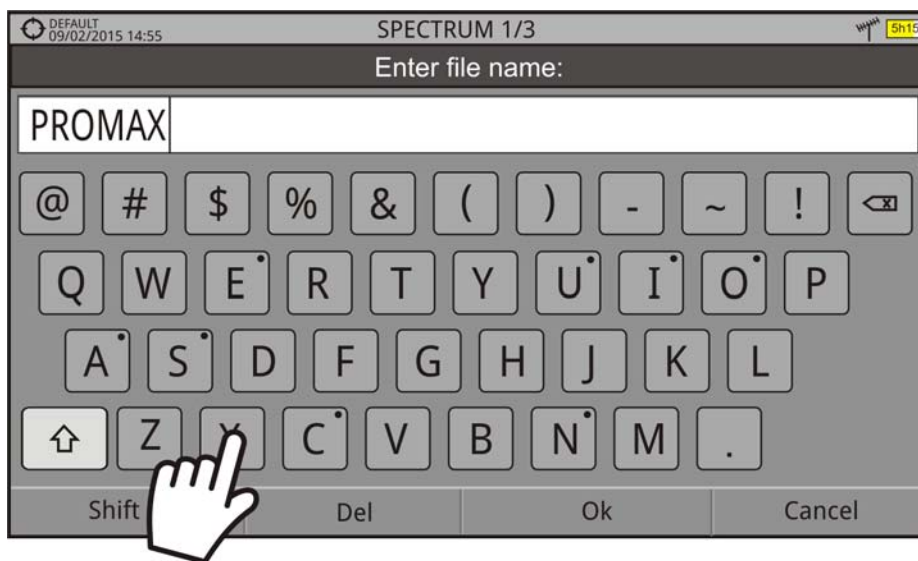 DEFAULT
09/02/2015 14:55
SPECTRUM 1/3
5h15
Enter file name:
PROMAX
@ # $ % & ( ) - ~ !
Q W E R T Y U I O P
A S D F G H J K L
Z X C V B N M .
Shift Del Ok Cancel